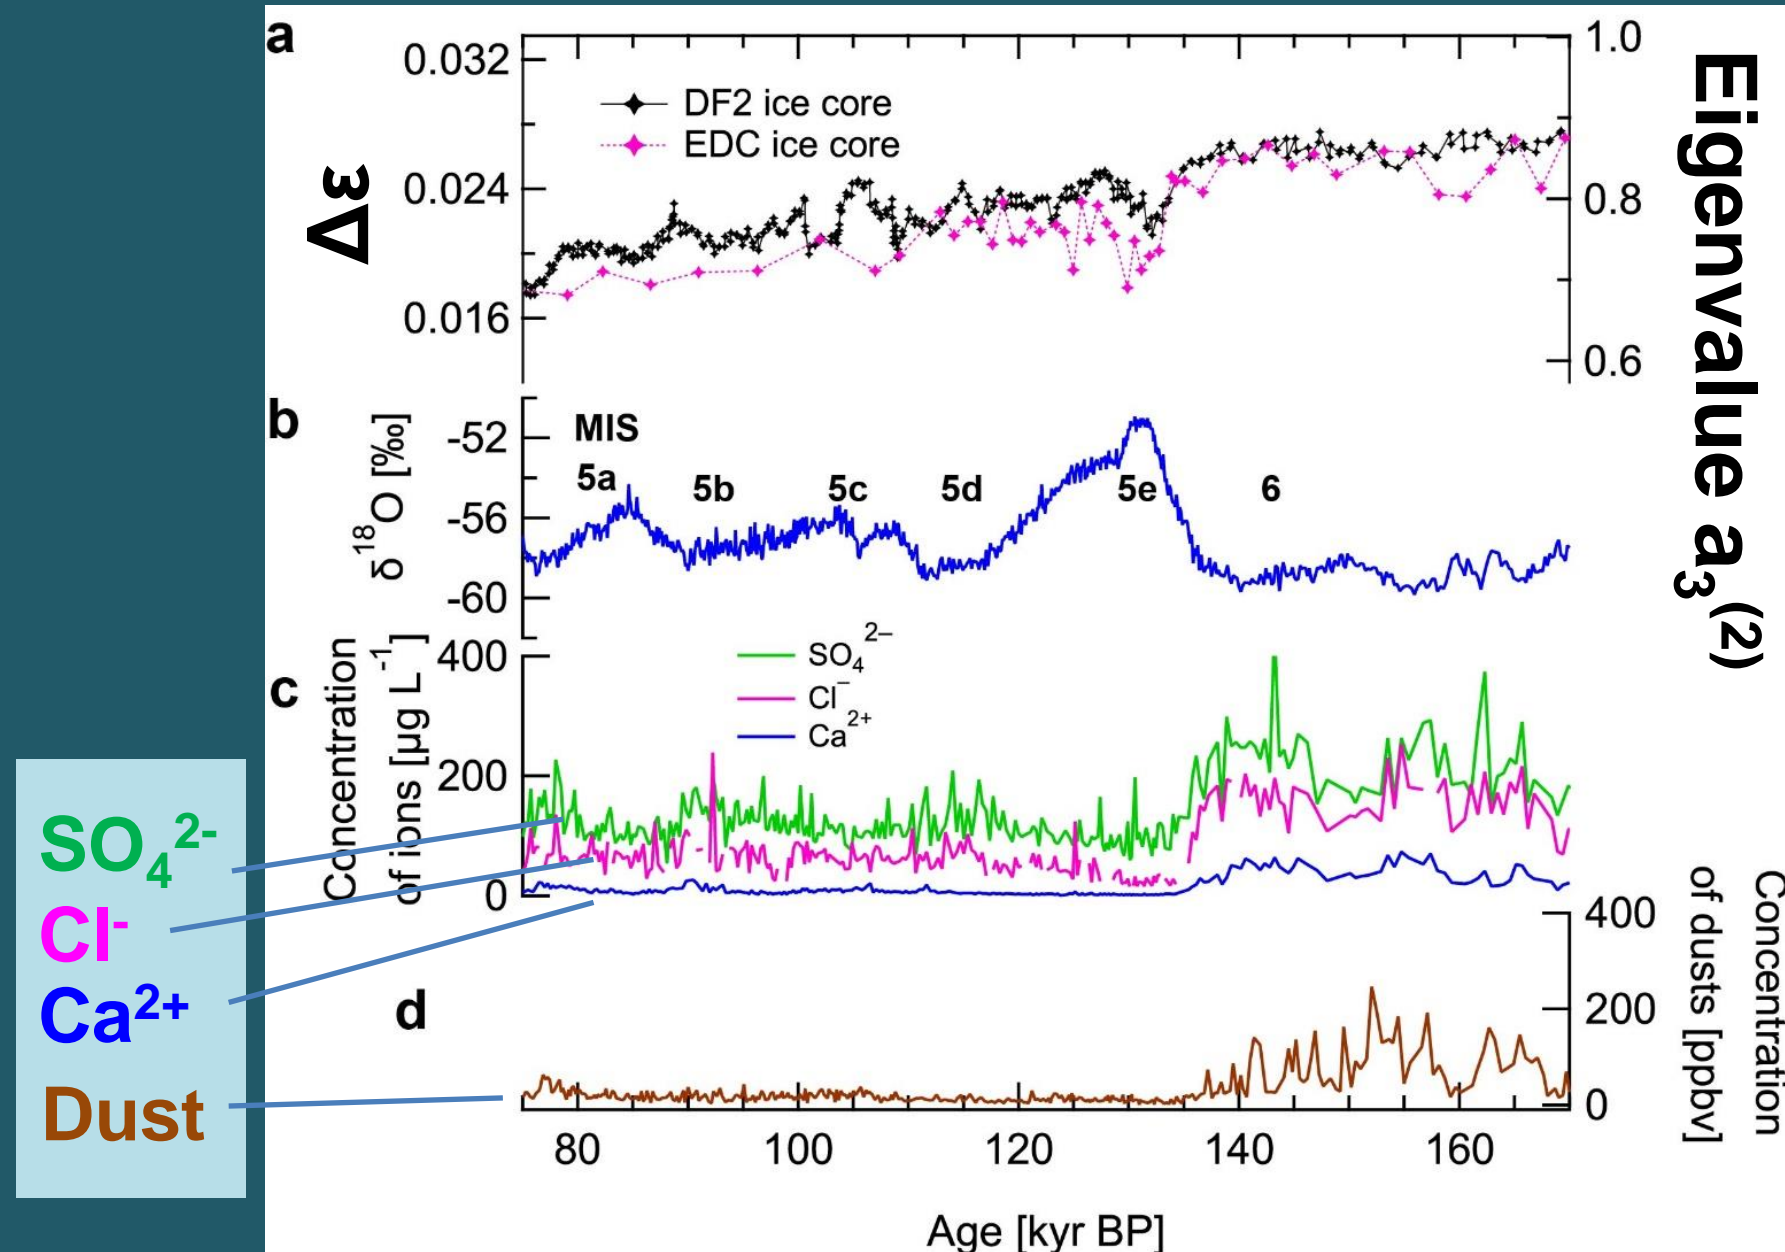 a
0.032
0.024
0.016
Δε
DF2 ice core
EDC ice core
1.0
0.8
0.6
Eigenvalue a₃⁽²⁾
b
-52
-56
-60
δ ¹⁸O [‰]
MIS
5a
5b
5c
5d
5e
6
c
Concentration
of ions [µg L⁻¹]
400
200
0
SO₄²⁻
Cl⁻
Ca²⁺
d
400
200
0
Concentration
of dusts [ppbv]
80
100
120
140
160
Age [kyr BP]
SO₄²⁻
Cl⁻
Ca²⁺
Dust